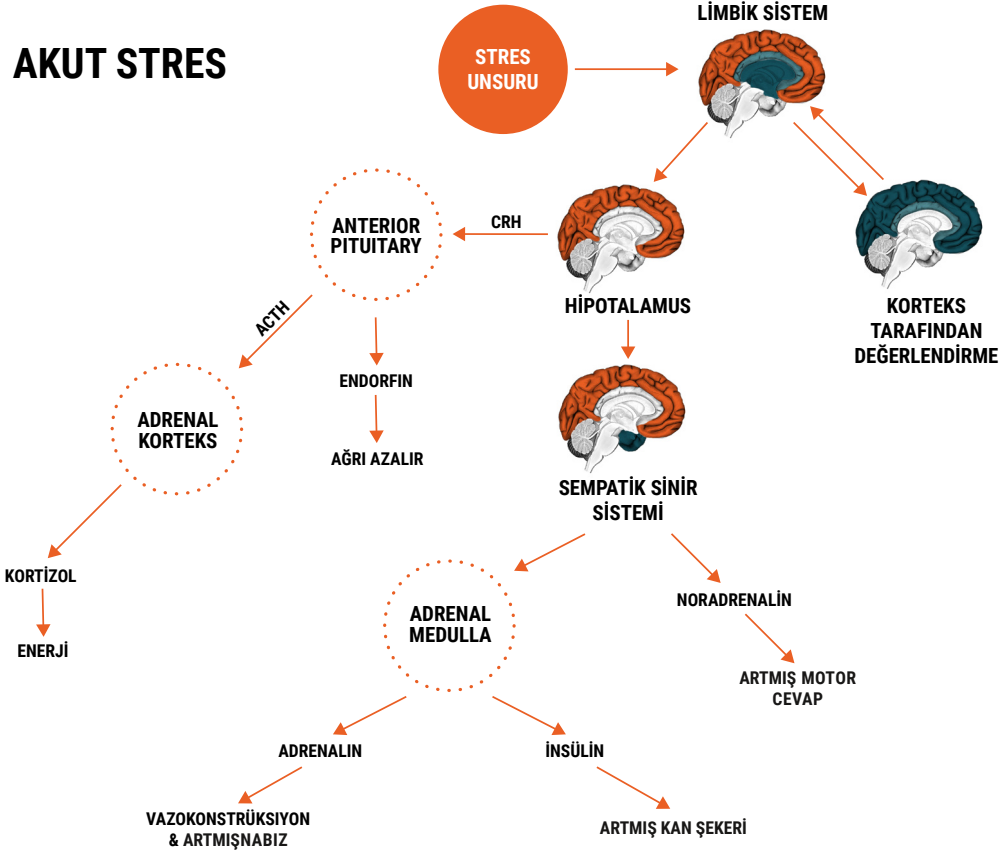 AKUT STRES
STRES
UNSURU
LİMBİK SİSTEM
ANTERIOR
PITUITARY
CRH
HİPOTALAMUS
KORTEKS
TARAFINDAN
DEĞERLENDİRME
ACTH
ENDORFIN
AĞRI AZALIR
ADRENAL
KORTEKS
SEMPATİK SİNİR
SİSTEMİ
KORTİZOL
ENERJİ
ADRENAL
MEDULLA
NORADRENALİN
ARTMIŞ MOTOR
CEVAP
ADRENALIN
İNSÜLİN
VAZOKONSTRÜKSIYON
& ARTMIŞNABIZ
ARTMIŞ KAN ŞEKERİ